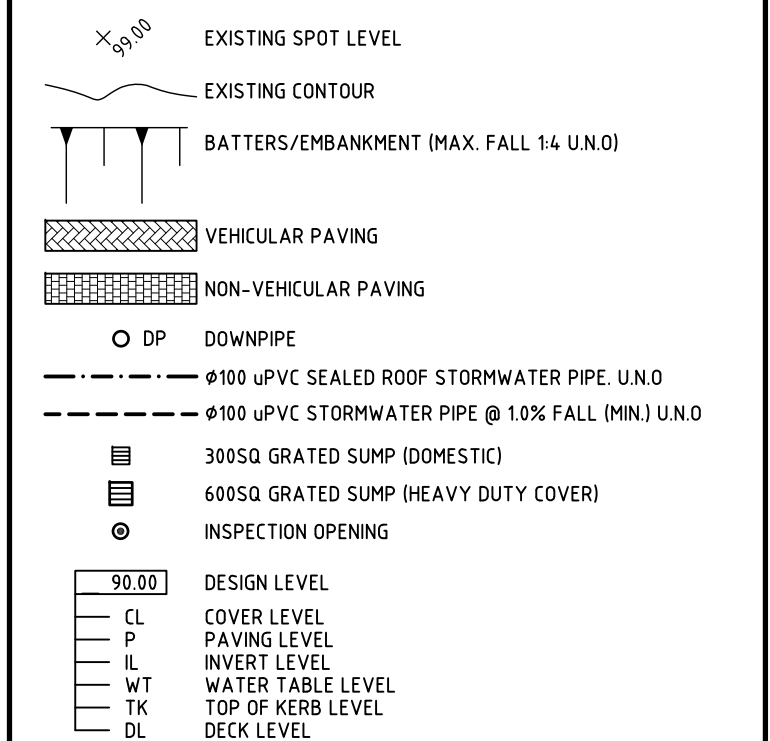 99.00 EXISTING SPOT LEVEL
EXISTING CONTOUR
BATTERS/EMBANKMENT (MAX. FALL 1:4 U.N.O)
VEHICULAR PAVING
NON-VEHICULAR PAVING
DP DOWNPIPE
Ø100 uPVC SEALED ROOF STORMWATER PIPE. U.N.O
Ø100 uPVC STORMWATER PIPE @ 1.0% FALL (MIN.) U.N.O
300SQ GRATED SUMP (DOMESTIC)
600SQ GRATED SUMP (HEAVY DUTY COVER)
INSPECTION OPENING
90.00 DESIGN LEVEL
CL COVER LEVEL
P PAVING LEVEL
IL INVERT LEVEL
WT WATER TABLE LEVEL
TK TOP OF KERB LEVEL
DL DECK LEVEL